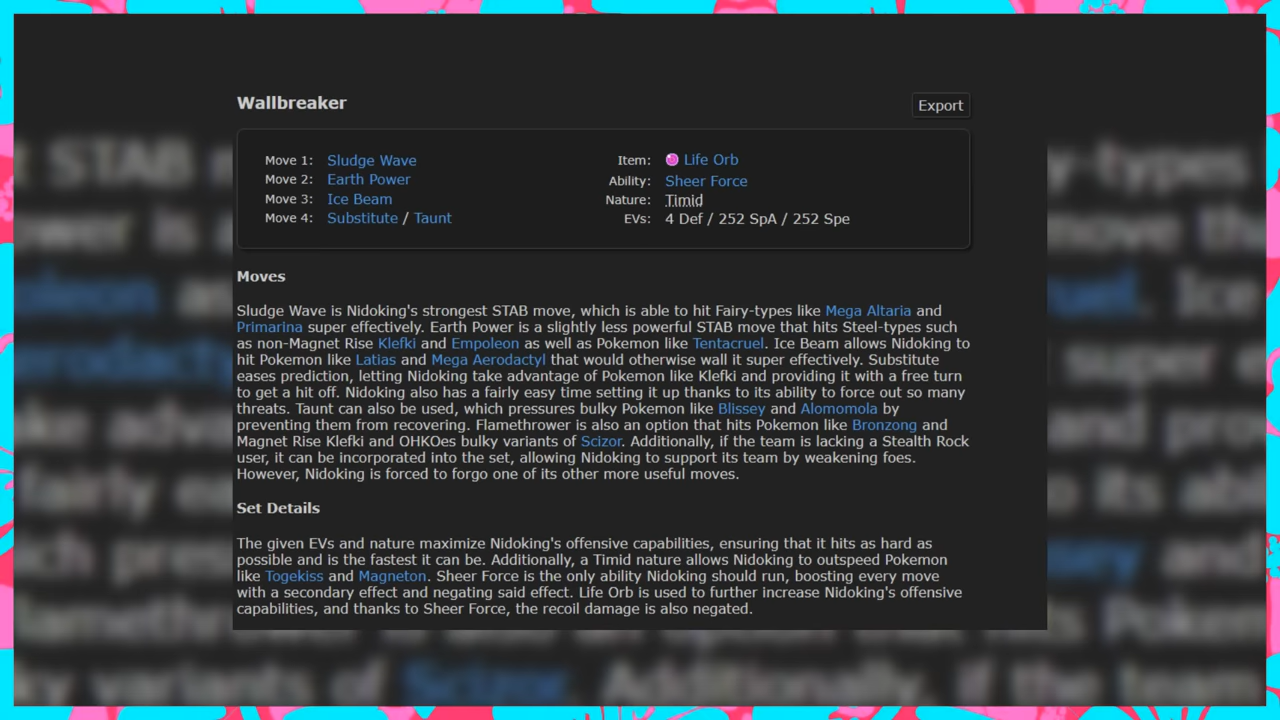 Wallbreaker
Export
Move 1: Sludge Wave
Move 2: Earth Power
Move 3: Ice Beam
Move 4: Substitute / Taunt
Item: Life Orb
Ability: Sheer Force
Nature: Timid
EVs: 4 Def / 252 SpA / 252 Spe
Moves
Sludge Wave is Nidoking's strongest STAB move, which is able to hit Fairy-types like Mega Altaria and
Primarina super effectively. Earth Power is a slightly less powerful STAB move that hits Steel-types such
as non-Magnet Rise Klefki and Empoleon as well as Pokemon like Tentacruel. Ice Beam allows Nidoking to
hit Pokemon like Latias and Mega Aerodactyl that would otherwise wall it super effectively. Substitute
eases prediction, letting Nidoking take advantage of Pokemon like Klefki and providing it with a free turn
to get a hit off. Nidoking also has a fairly easy time setting it up thanks to its ability to force out so many
threats. Taunt can also be used, which pressures bulky Pokemon like Blissey and Alomomola by
preventing them from recovering. Flamethrower is also an option that hits Pokemon like Bronzong and
Magnet Rise Klefki and OHKOes bulky variants of Scizor. Additionally, if the team is lacking a Stealth Rock
user, it can be incorporated into the set, allowing Nidoking to support its team by weakening foes.
However, Nidoking is forced to forgo one of its other more useful moves.
Set Details
The given EVs and nature maximize Nidoking's offensive capabilities, ensuring that it hits as hard as
possible and is the fastest it can be. Additionally, a Timid nature allows Nidoking to outspeed Pokemon
like Togekiss and Magneton. Sheer Force is the only ability Nidoking should run, boosting every move
with a secondary effect and negating said effect. Life Orb is used to further increase Nidoking's offensive
capabilities, and thanks to Sheer Force, the recoil damage is also negated.